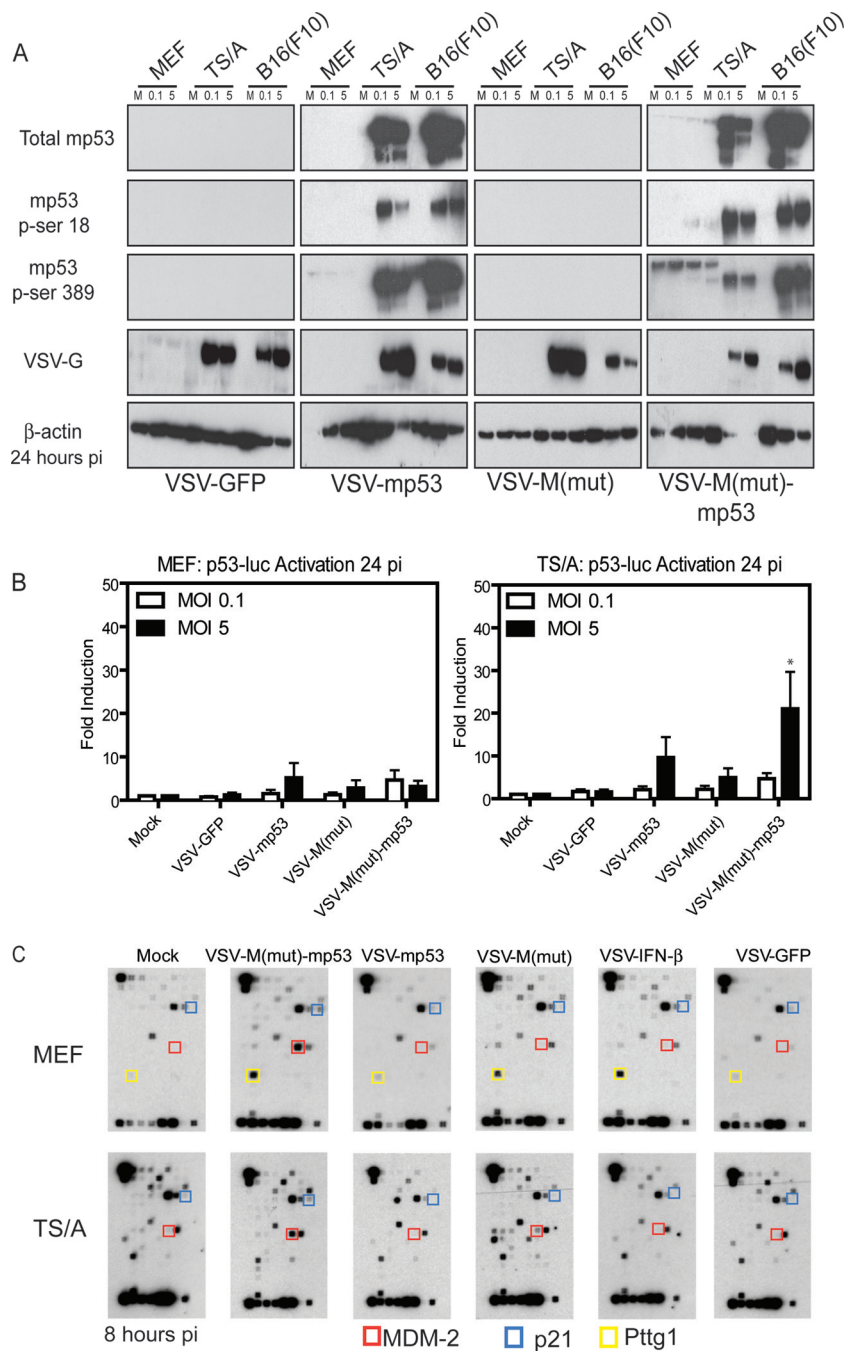 A
MEF TS/A B16(F10) MEF TS/A B16(F10) MEF TS/A B16(F10) MEF TS/A B16(F10)
M 0.1 5 M 0.1 5 M 0.1 5 M 0.1 5 M 0.1 5 M 0.1 5 M 0.1 5 M 0.1 5 M 0.1 5 M 0.1 5 M 0.1 5 M 0.1 5
Total mp53
mp53
p-ser 18
mp53
p-ser 389
VSV-G
β-actin
24 hours pi
VSV-GFP VSV-mp53 VSV-M(mut) VSV-M(mut)-
mp53
B
MEF: p53-luc Activation 24 pi
Fold Induction
50
40
30
20
10
0
MOI 0.1
MOI 5
Mock
VSV-GFP
VSV-mp53
VSV-M(mut)
VSV-M(mut)-mp53
TS/A: p53-luc Activation 24 pi
Fold Induction
50
40
30
20
10
0
MOI 0.1
MOI 5
*
Mock
VSV-GFP
VSV-mp53
VSV-M(mut)
VSV-M(mut)-mp53
C
Mock VSV-M(mut)-mp53 VSV-mp53 VSV-M(mut) VSV-IFN-β VSV-GFP
MEF
TS/A
8 hours pi
MDM-2 p21 Pttg1